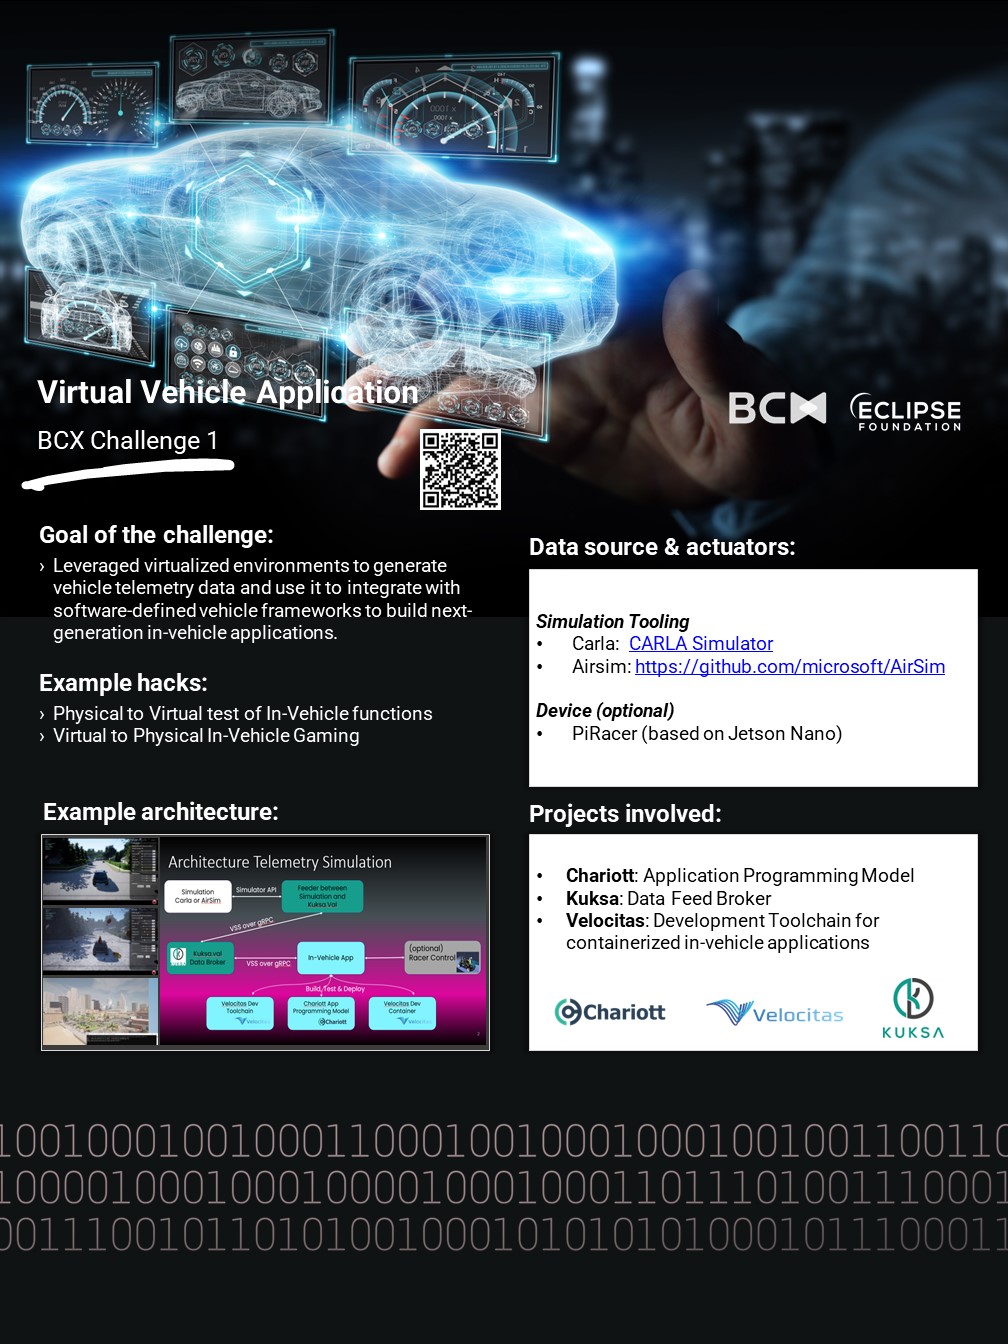 Virtual Vehicle Application
BCX Challenge 1
BCX
ECLIPSE
FOUNDATION
Goal of the challenge:
› Leveraged virtualized environments to generate
vehicle telemetry data and use it to integrate with
software-defined vehicle frameworks to build next-
generation in-vehicle applications.
Example hacks:
› Physical to Virtual test of In-Vehicle functions
› Virtual to Physical In-Vehicle Gaming
Data source & actuators:
Simulation Tooling
• Carla: CARLA Simulator
• Airsim: https://github.com/microsoft/AirSim
Device (optional)
• PiRacer (based on Jetson Nano)
Example architecture:
Architecture Telemetry Simulation
Simulation
Carla or AirSim
Simulator API
Feeder between
Simulation and
Kuksa.Val
VSS over gRPC
Kuksa.val
Data Broker
VSS over gRPC
In-Vehicle App
(optional)
Racer Control
Build, Test & Deploy
Velocitas Dev
Toolchain
Velocitas
Chariott App
Programming Model
Chariott
Velocitas Dev
Container
Velocitas
Projects involved:
• Chariott: Application Programming Model
• Kuksa: Data Feed Broker
• Velocitas: Development Toolchain for
containerized in-vehicle applications
Chariott
Velocitas
KUKSA